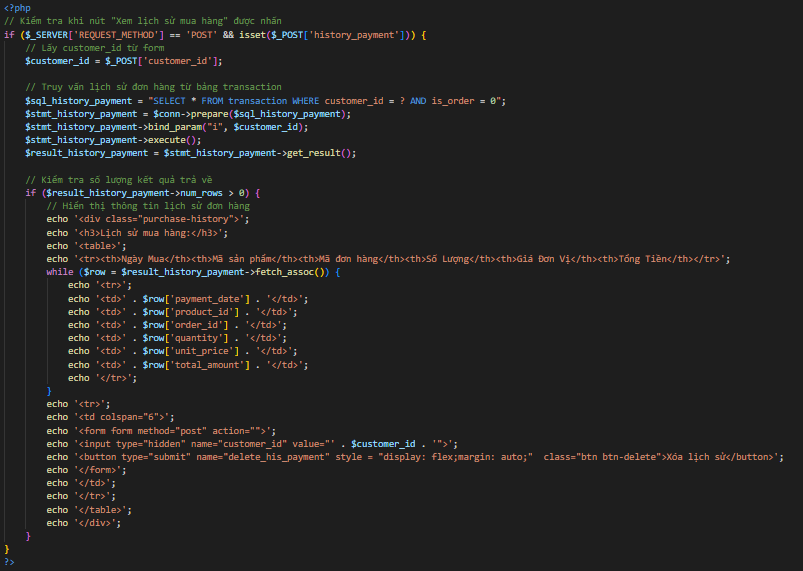 <?php
// Kiểm tra khi nút "Xem lịch sử mua hàng" được nhấn
if ($_SERVER['REQUEST_METHOD'] == 'POST' && isset($_POST['history_payment'])) {
    // Lấy customer_id từ form
    $customer_id = $_POST['customer_id'];

    // Truy vấn lịch sử đơn hàng từ bảng transaction
    $sql_history_payment = "SELECT * FROM transaction WHERE customer_id = ? AND is_order = 0";
    $stmt_history_payment = $conn->prepare($sql_history_payment);
    $stmt_history_payment->bind_param("i", $customer_id);
    $stmt_history_payment->execute();
    $result_history_payment = $stmt_history_payment->get_result();

    // Kiểm tra số lượng kết quả trả về
    if ($result_history_payment->num_rows > 0) {
        // Hiển thị thông tin lịch sử đơn hàng
        echo '<div class="purchase-history">';
        echo '<h3>Lịch sử mua hàng:</h3>';
        echo '<table>';
        echo '<tr><th>Ngày Mua</th><th>Mã sản phẩm</th><th>Mã đơn hàng</th><th>Số Lượng</th><th>Giá Đơn Vị</th><th>Tổng Tiền</th></tr>';
        while ($row = $result_history_payment->fetch_assoc()) {
            echo '<tr>';
            echo '<td>' . $row['payment_date'] . '</td>';
            echo '<td>' . $row['product_id'] . '</td>';
            echo '<td>' . $row['order_id'] . '</td>';
            echo '<td>' . $row['quantity'] . '</td>';
            echo '<td>' . $row['unit_price'] . '</td>';
            echo '<td>' . $row['total_amount'] . '</td>';
            echo '</tr>';
        }
        echo '<tr>';
        echo '<td colspan="6">';
        echo '<form form method="post" action="">';
        echo '<input type="hidden" name="customer_id" value="' . $customer_id . '">';
        echo '<button type="submit" name="delete_his_payment" style = "display: flex;margin: auto;"  class="btn btn-delete">Xóa lịch sử</button>';
        echo '</form>';
        echo '</td>';
        echo '</tr>';
        echo '</table>';
        echo '</div>';
    }
}
?>